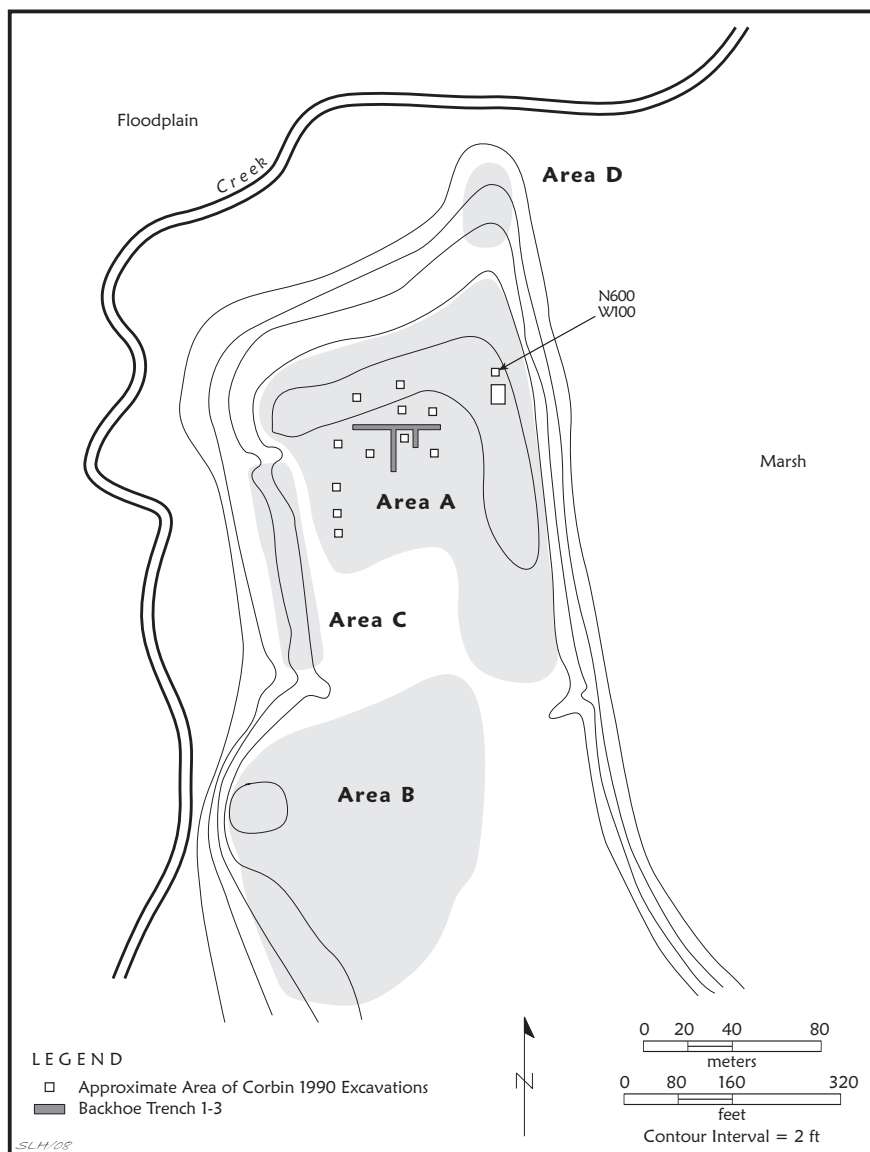 Floodplain
Creek
Area D
N600
W100
Marsh
Area A
Area C
Area B
LEGEND
Approximate Area of Corbin 1990 Excavations
Backhoe Trench 1-3
SLH/08
N
0 20 40 80
meters
0 80 160 320
feet
Contour Interval = 2 ft